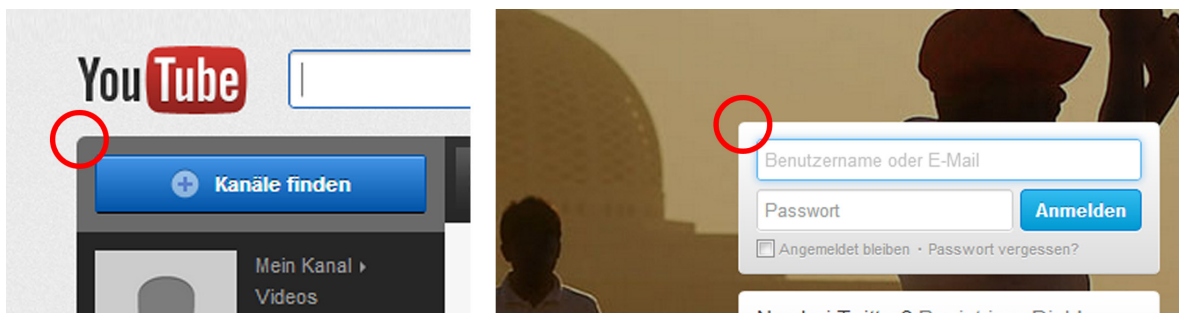 YouTube
Kanäle finden
Mein Kanal
Videos
Benutzername oder E-Mail
Passwort
Anmelden
Angemeldet bleiben · Passwort vergessen?